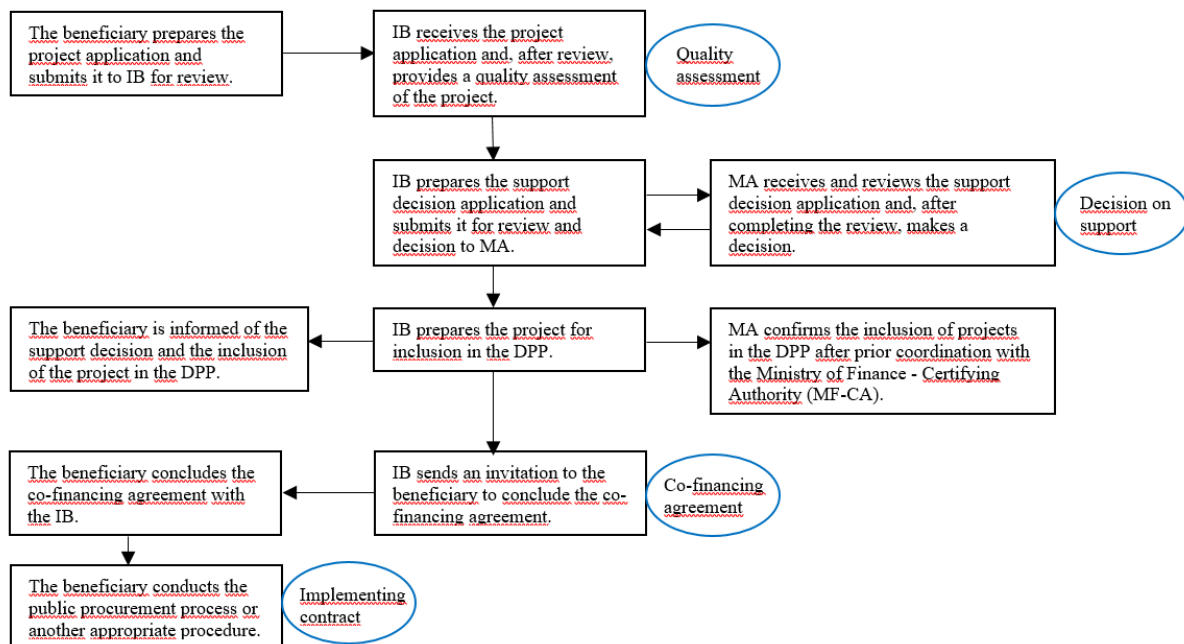 The beneficiary prepares the
project application and
submits it to IB for review.
IB receives the project
application and, after review,
provides a quality assessment
of the project.
Quality
assessment
IB prepares the support
decision application and
submits it for review and
decision to MA.
MA receives and reviews the support
decision application and, after
completing the review, makes a
decision.
Decision on
support
The beneficiary is informed of the
support decision and the inclusion
of the project in the DPP.
IB prepares the project for
inclusion in the DPP.
MA confirms the inclusion of projects
in the DPP after prior coordination with
the Ministry of Finance - Certifying
Authority (MF-CA).
The beneficiary concludes the
co-financing agreement with
the IB.
IB sends an invitation to the
beneficiary to conclude the co-
financing agreement.
Co-financing
agreement
The beneficiary conducts the
public procurement process or
another appropriate procedure.
Implementing
contract